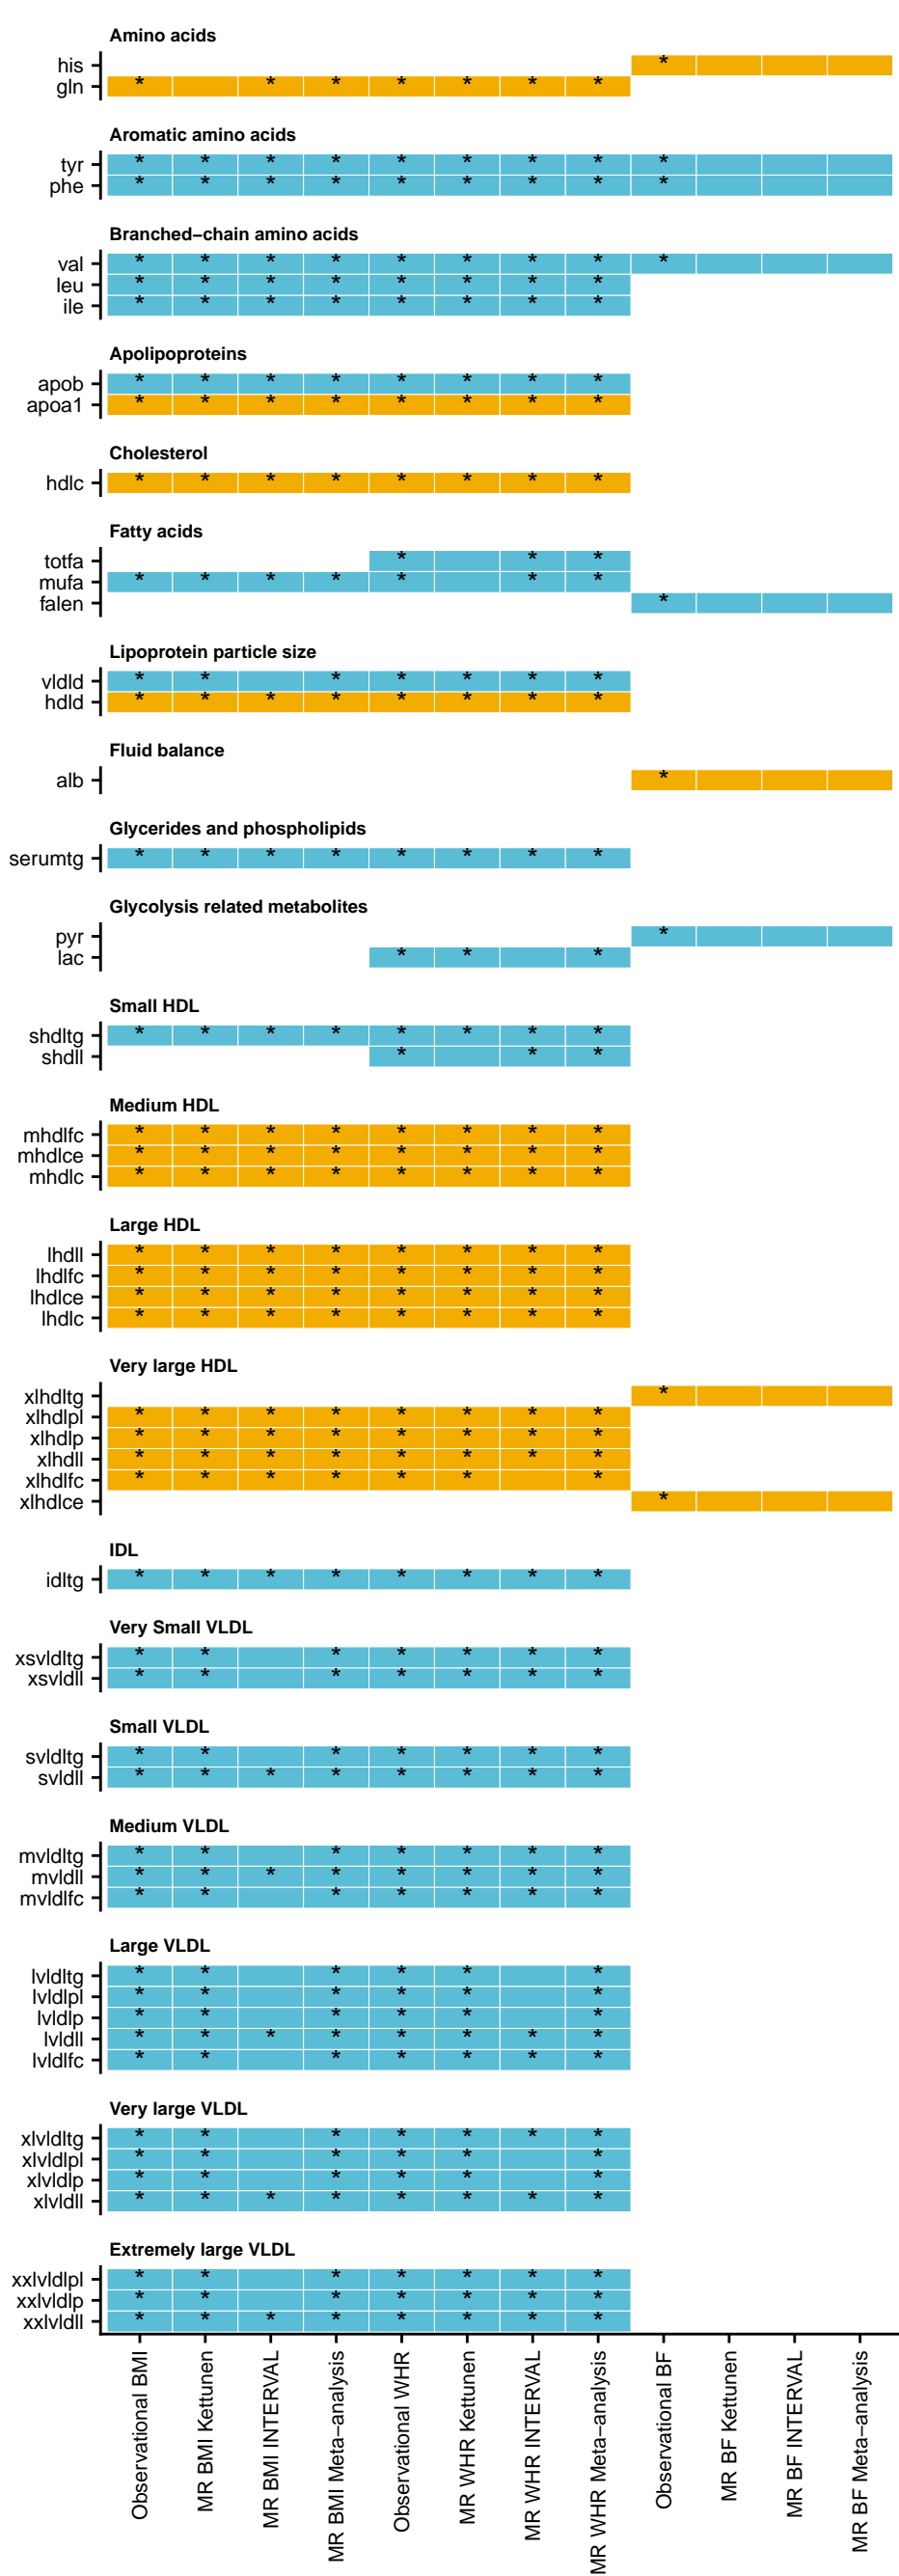 Amino acids
his
* 
gln
* * * * * * *
Aromatic amino acids
tyr
* * * * * * * * *
phe
* * * * * * * * *
Branched−chain amino acids
val
* * * * * * * * *
leu
* * * * * * * *
ile
* * * * * * * *
Apolipoproteins
apob
* * * * * * * *
apoa1
* * * * * * * *
Cholesterol
hdlc
* * * * * * * *
Fatty acids
totfa
* * *
mufa
* * * * * * *
falen
*
Lipoprotein particle size
vldld
* * * * * * *
hdld
* * * * * * * *
Fluid balance
alb
*
Glycerides and phospholipids
serumtg
* * * * * * * *
Glycolysis related metabolites
pyr
*
lac
* * *
Small HDL
shdltg
* * * * * * * *
shdll
* * *
Medium HDL
mhdlfc
* * * * * * * *
mhdlce
* * * * * * * *
mhdlc
* * * * * * * *
Large HDL
lhdll
* * * * * * * *
lhdlfc
* * * * * * * *
lhdlce
* * * * * * * *
lhdlc
* * * * * * * *
Very large HDL
xlhdltg
*
xlhdlpl
* * * * * * * *
xlhdlp
* * * * * * * *
xlhdll
* * * * * * * *
xlhdlfc
* * * * * * *
xlhdlce
*
IDL
idltg
* * * * * * * *
Very Small VLDL
xsvldltg
* * * * * * *
xsvldll
* * * * * * *
Small VLDL
svldltg
* * * * * * *
svldll
* * * * * * * *
Medium VLDL
mvldltg
* * * * * * *
mvldll
* * * * * * * *
mvldlfc
* * * * * * *
Large VLDL
lvldltg
* * * * * *
lvldlpl
* * * * * *
lvldlp
* * * * * *
lvldll
* * * * * * * *
lvldlfc
* * * * * * *
Very large VLDL
xlvldltg
* * * * * * *
xlvldlpl
* * * * * *
xlvldlp
* * * * * *
xlvldll
* * * * * * * *
Extremely large VLDL
xxlvldlpl
* * * * * * *
xxlvldlp
* * * * * * *
xxlvldll
* * * * * * * *
Observational BMI
MR BMI Kettunen
MR BMI INTERVAL
MR BMI Meta−analysis
Observational WHR
MR WHR Kettunen
MR WHR INTERVAL
MR WHR Meta−analysis
Observational BF
MR BF Kettunen
MR BF INTERVAL
MR BF Meta−analysis